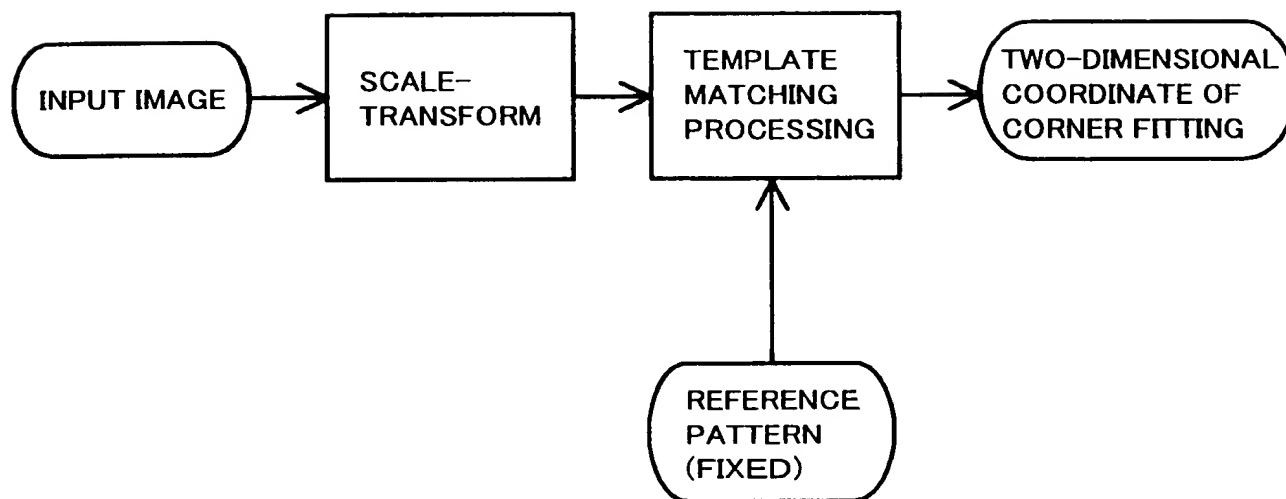 INPUT IMAGE
SCALE-
TRANSFORM
TEMPLATE
MATCHING
PROCESSING
TWO-DIMENSIONAL
COORDINATE OF
CORNER FITTING
REFERENCE
PATTERN
(FIXED)